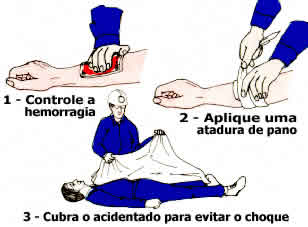 1 - Controle a
hemorragia
2 - Aplique uma
atadura de pano
3 - Cubra o acidentado para evitar o choque